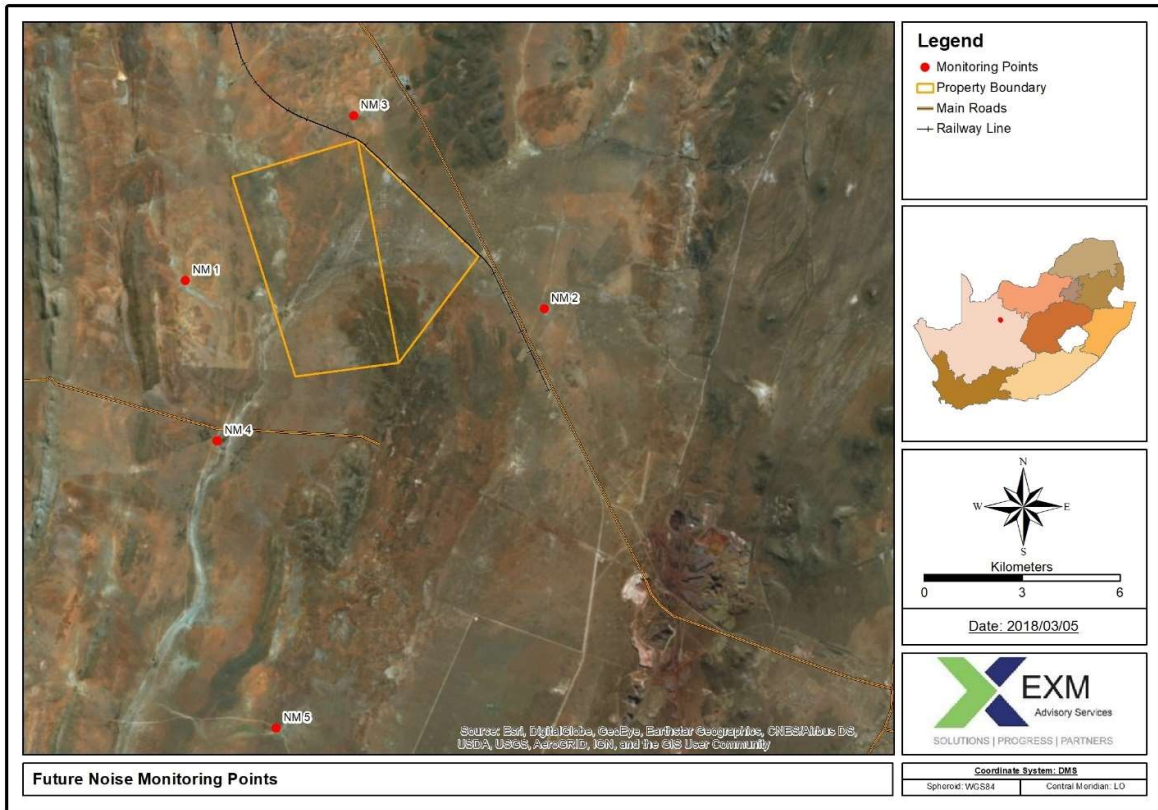 NM 3
NM 1
NM 2
NM 4
NM 5
Source: Esri, DigitalGlobe, GeoEye, Earthstar Geographics, CNES/Airbus DS,
USDA, USGS, AeroGRID, IGN, and the GIS User Community
Future Noise Monitoring Points
Legend
Monitoring Points
Property Boundary
Main Roads
Railway Line
N
W E
S
Kilometers
0 3 6
Date: 2018/03/05
EXM
Advisory Services
SOLUTIONS | PROGRESS | PARTNERS
Coordinate System: DMS
Spheroid: WGS84 Central Meridian: LO